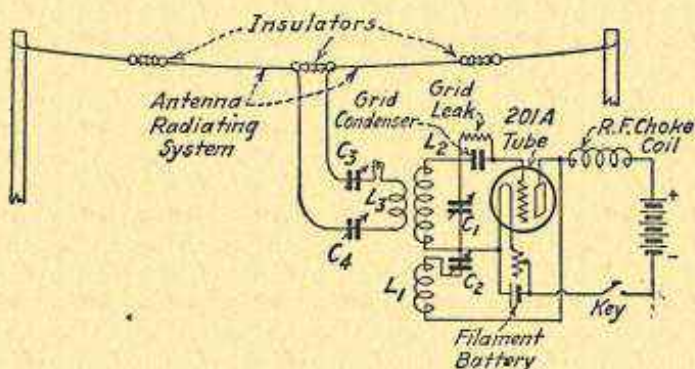 Insulators
Antenna
Radiating
System
Grid
Condenser
Grid
Leak
201A
Tube
R.F. Choke
Coil
L2
C3
L3
C1
C4
L1
C2
+
-
Key
Filament
Battery